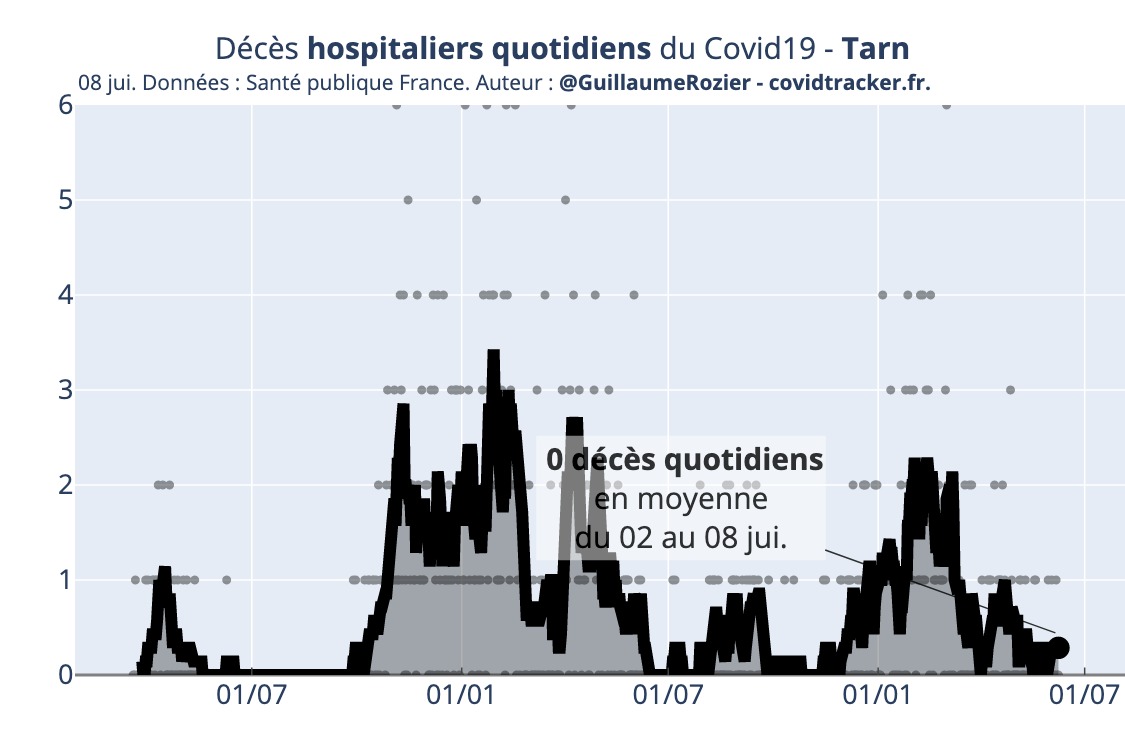 Décès hospitaliers quotidiens du Covid19 - Tarn
08 jui. Données : Santé publique France. Auteur : @GuillaumeRozier - covidtracker.fr.
6
5
4
3
2
1
0
0 décès quotidiens
en moyenne
du 02 au 08 jui.
01/07 01/01 01/07 01/01 01/07